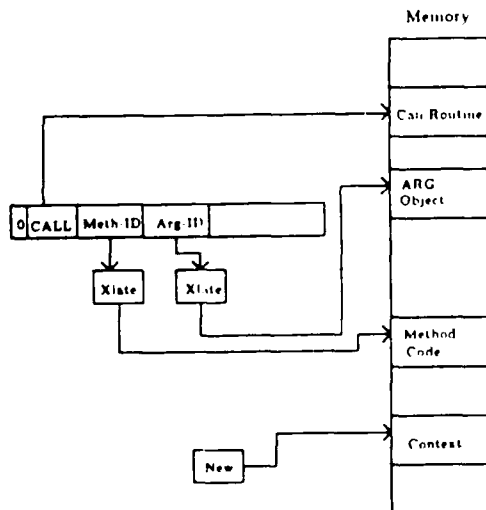 Memory
Call Routine
ARG
Object
0 CALL Meth-ID Arg-ID
Xlate Xlate
Method
Code
Context
New